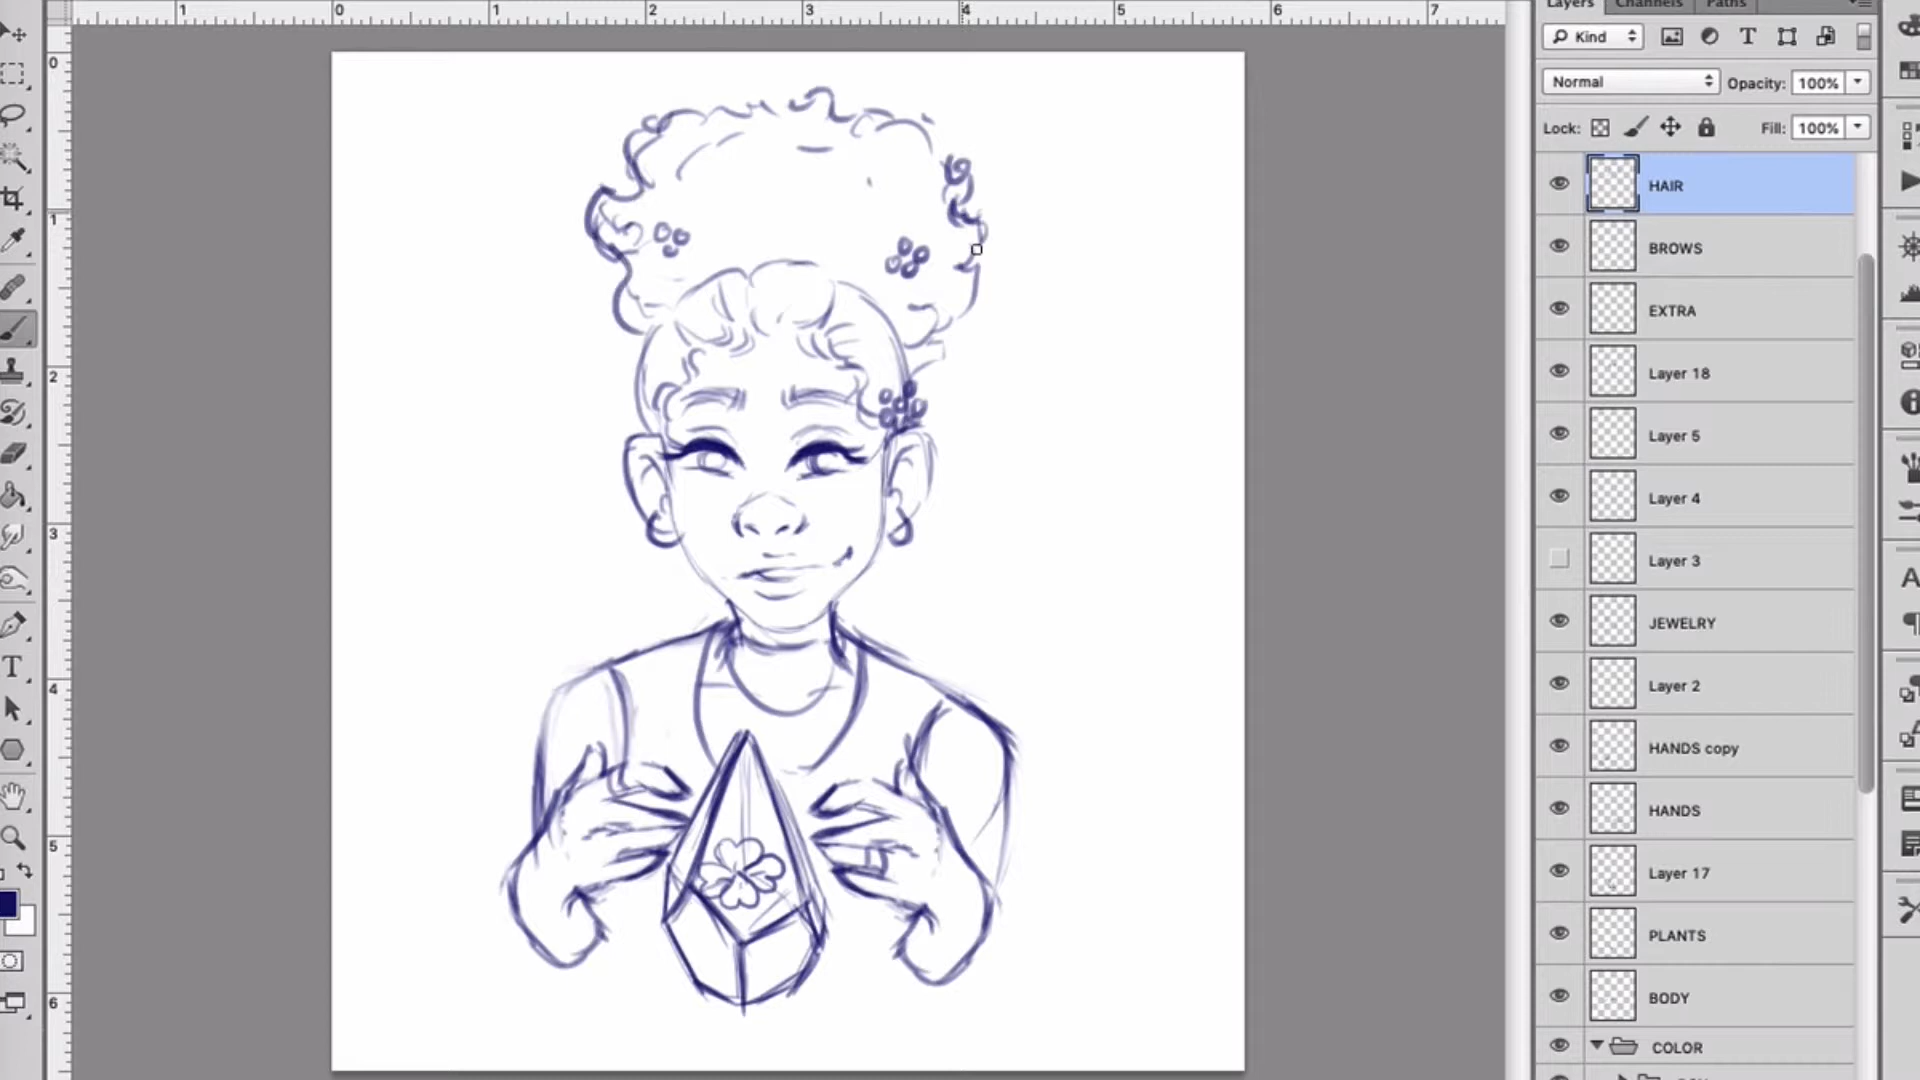 1 0 1 2 3 4 5 6 7
Layers Channels Paths
Kind T
Normal Opacity: 100%
Lock: Fill: 100%
HAIR
BROWS
EXTRA
Layer 18
Layer 5
Layer 4
Layer 3
JEWELRY
Layer 2
HANDS copy
HANDS
Layer 17
PLANTS
BODY
COLOR
0
1
2
3
4
5
6
T
A